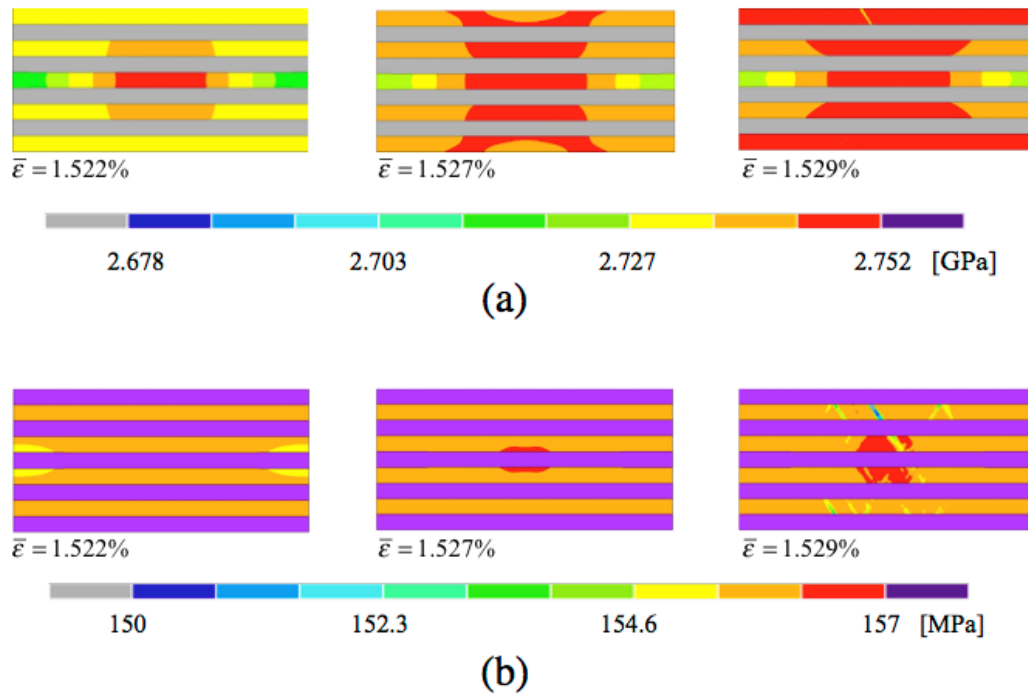 ε̄ = 1.522% ε̄ = 1.527% ε̄ = 1.529%
2.678 2.703 2.727 2.752 [GPa]
(a)
ε̄ = 1.522% ε̄ = 1.527% ε̄ = 1.529%
150 152.3 154.6 157 [MPa]
(b)